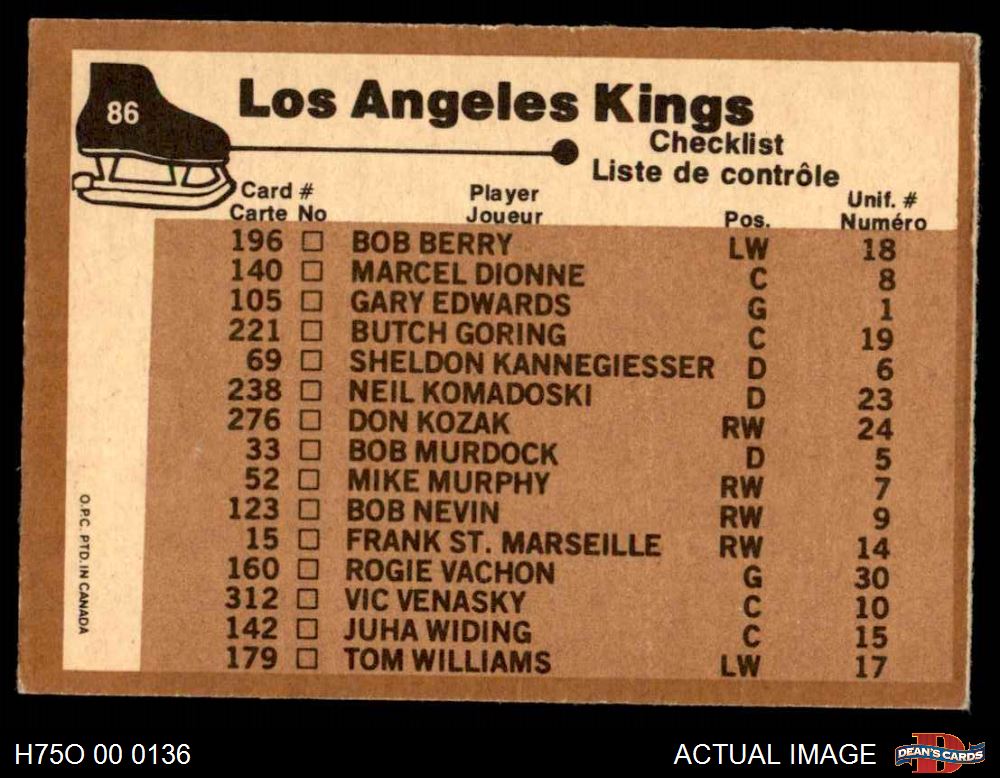 86
Los Angeles Kings
Checklist
Liste de contrôle
Card # Player Unif. #
Carte No Joueur Pos. Numéro
196 □ BOB BERRY LW 18
140 □ MARCEL DIONNE C 8
105 □ GARY EDWARDS G 1
221 □ BUTCH GORING C 19
69 □ SHELDON KANNEGIESSER D 6
238 □ NEIL KOMADOSKI D 23
276 □ DON KOZAK RW 24
33 □ BOB MURDOCK D 5
52 □ MIKE MURPHY RW 7
123 □ BOB NEVIN RW 9
15 □ FRANK ST. MARSEILLE RW 14
160 □ ROGIE VACHON G 30
312 □ VIC VENASKY C 10
142 □ JUHA WIDING C 15
179 □ TOM WILLIAMS LW 17
O.P.C. PTD. IN CANADA
H75O 00 0136
ACTUAL IMAGE
DEAN'S CARDS